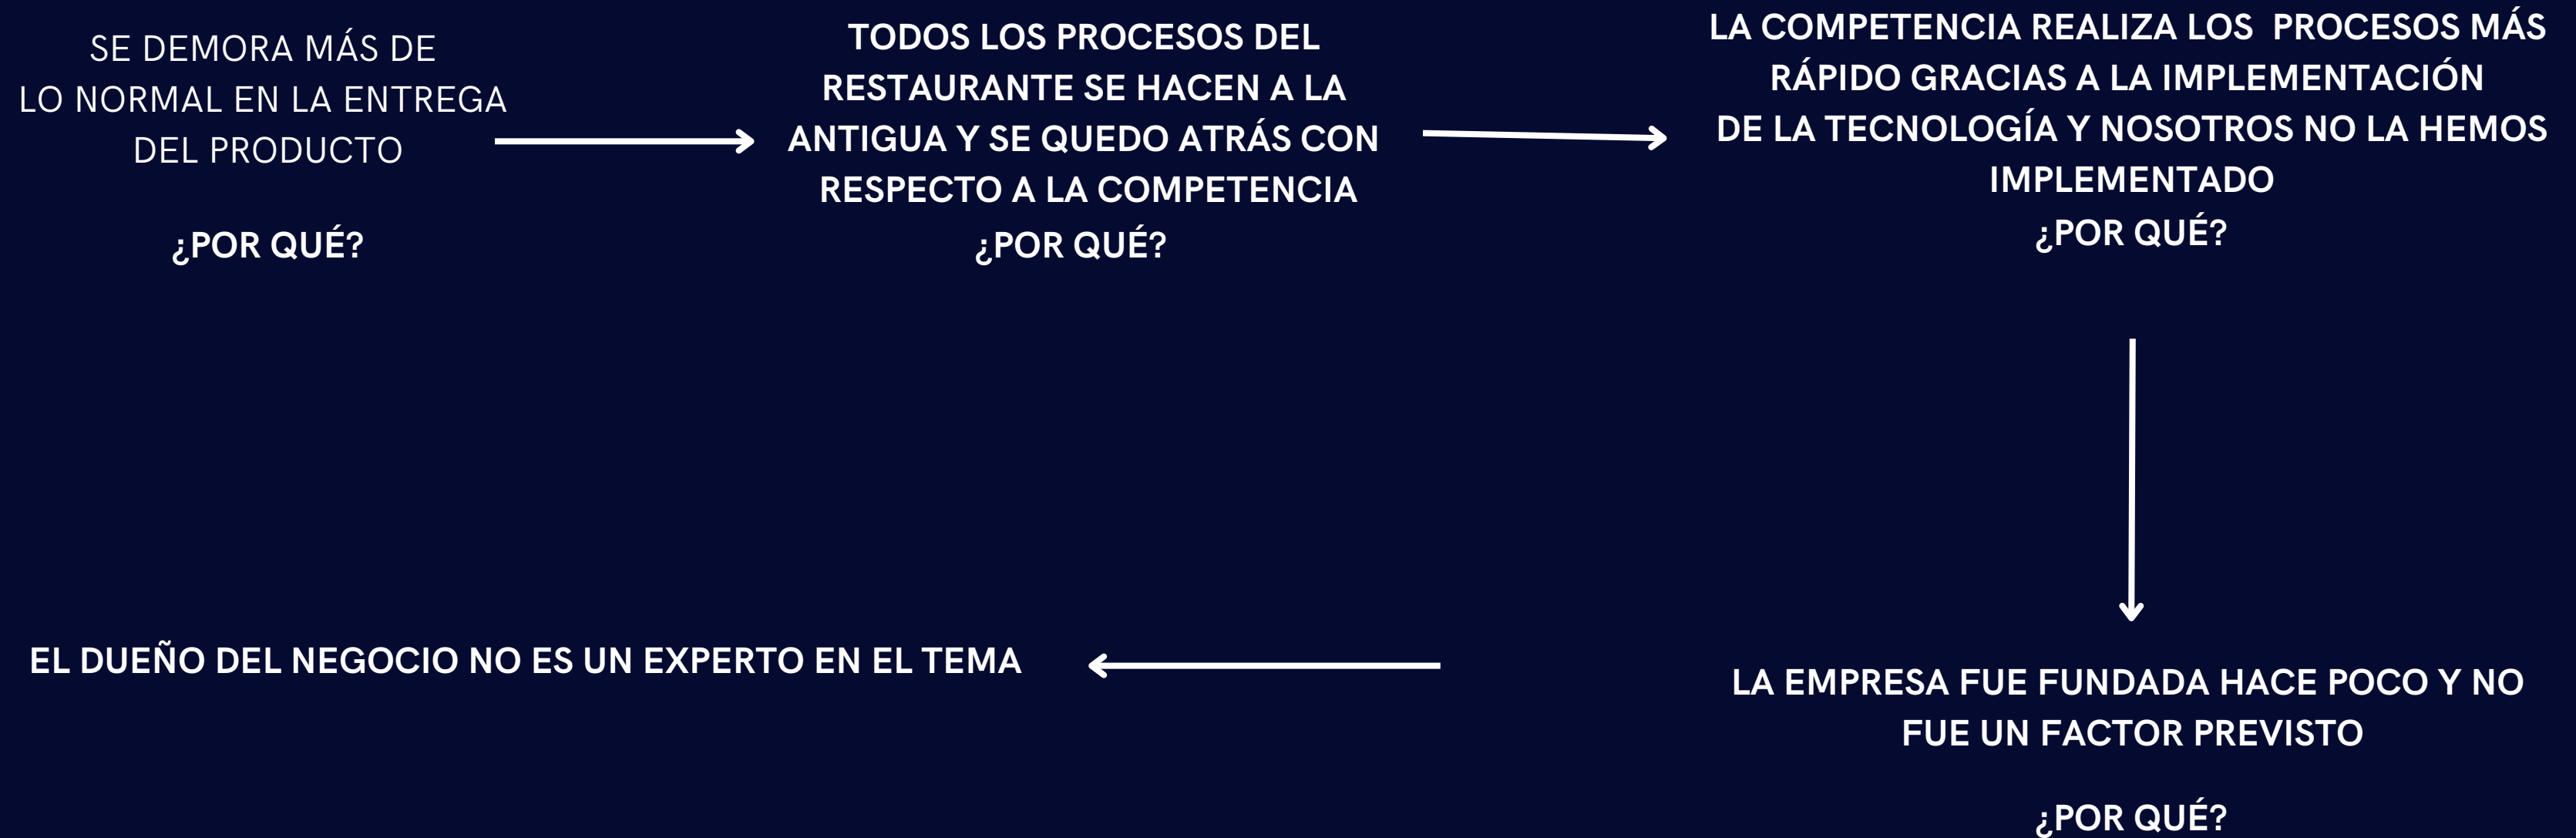 SE DEMORA MÁS DE
LO NORMAL EN LA ENTREGA
DEL PRODUCTO
¿POR QUÉ?
TODOS LOS PROCESOS DEL
RESTAURANTE SE HACEN A LA
ANTIGUA Y SE QUEDO ATRÁS CON
RESPECTO A LA COMPETENCIA
¿POR QUÉ?
LA COMPETENCIA REALIZA LOS PROCESOS MÁS
RÁPIDO GRACIAS A LA IMPLEMENTACIÓN
DE LA TECNOLOGÍA Y NOSOTROS NO LA HEMOS
IMPLEMENTADO
¿POR QUÉ?
LA EMPRESA FUE FUNDADA HACE POCO Y NO
FUE UN FACTOR PREVISTO
¿POR QUÉ?
EL DUEÑO DEL NEGOCIO NO ES UN EXPERTO EN EL TEMA